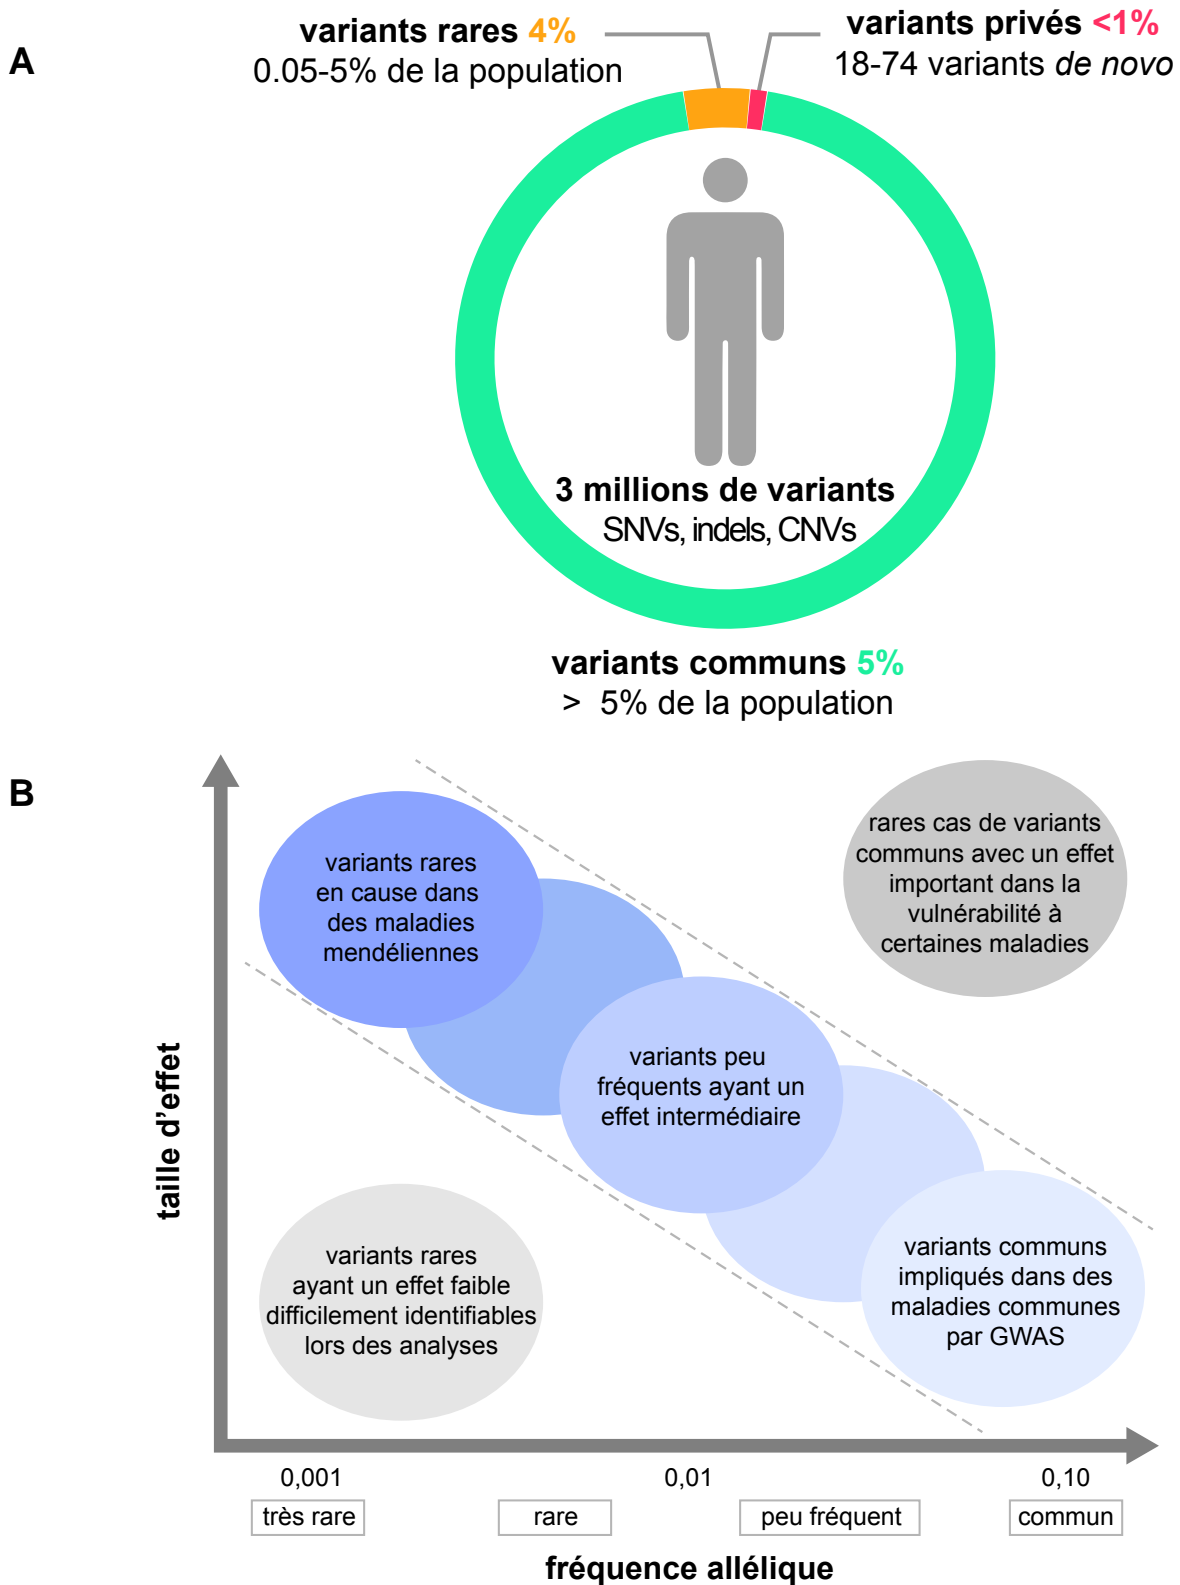 A
variants rares 4%
0.05-5% de la population
variants privés <1%
18-74 variants de novo
3 millions de variants
SNVs, indels, CNVs
variants communs 5%
> 5% de la population
B
taille d'effet
variants rares
en cause dans
des maladies
mendéliennes
rares cas de variants
communs avec un effet
important dans la
vulnérabilité à
certaines maladies
variants peu
fréquents ayant un
effet intermédiaire
variants rares
ayant un effet faible
difficilement identifiables
lors des analyses
variants communs
impliqués dans des
maladies communes
par GWAS
0,001
0,01
0,10
très rare
rare
peu fréquent
commun
fréquence allélique